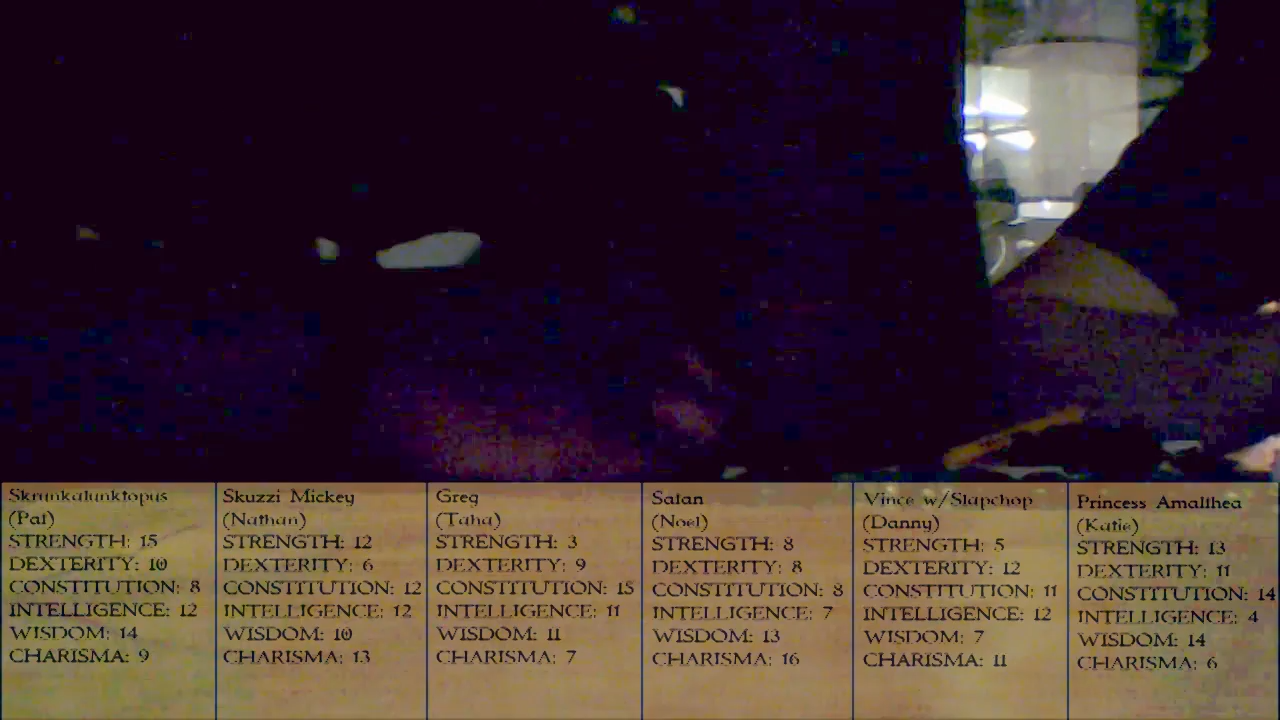 Skrunkalunktopus
(Pat)
STRENGTH: 15
DEXTERITY: 10
CONSTITUTION: 8
INTELLIGENCE: 12
WISDOM: 14
CHARISMA: 9
Skuzzi Mickey
(Nathan)
STRENGTH: 12
DEXTERITY: 6
CONSTITUTION: 12
INTELLIGENCE: 12
WISDOM: 10
CHARISMA: 13
Greg
(Taha)
STRENGTH: 3
DEXTERITY: 9
CONSTITUTION: 15
INTELLIGENCE: 11
WISDOM: 11
CHARISMA: 7
Satan
(Noel)
STRENGTH: 8
DEXTERITY: 8
CONSTITUTION: 8
INTELLIGENCE: 7
WISDOM: 13
CHARISMA: 16
Vince w/Slapchop
(Danny)
STRENGTH: 5
DEXTERITY: 12
CONSTITUTION: 11
INTELLIGENCE: 12
WISDOM: 7
CHARISMA: 11
Princess Amalthea
(Katie)
STRENGTH: 13
DEXTERITY: 11
CONSTITUTION: 14
INTELLIGENCE: 4
WISDOM: 14
CHARISMA: 6